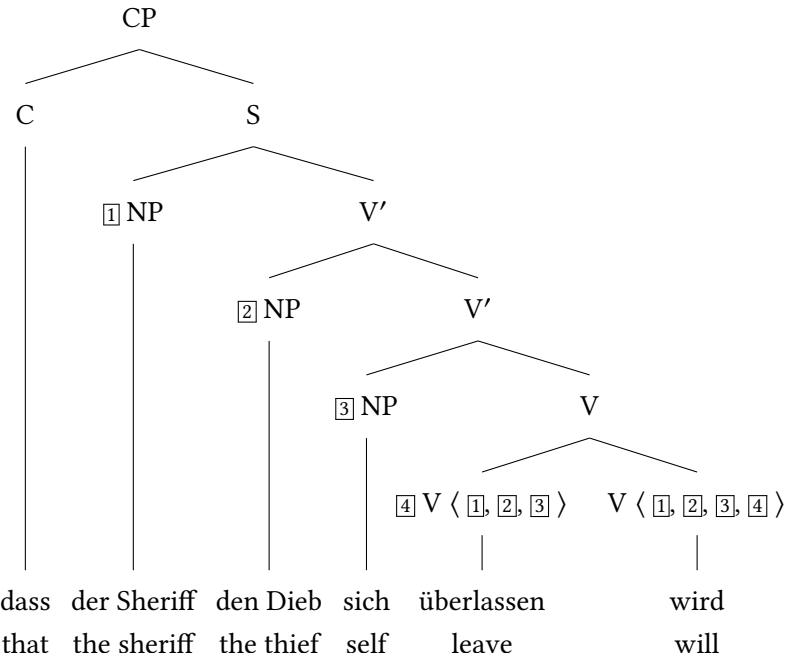 CP
C S
1 NP V′
2 NP V′
3 NP V
4 V ⟨ 1, 2, 3 ⟩ V ⟨ 1, 2, 3, 4 ⟩
dass der Sheriff den Dieb sich überlassen wird
that the sheriff the thief self leave will